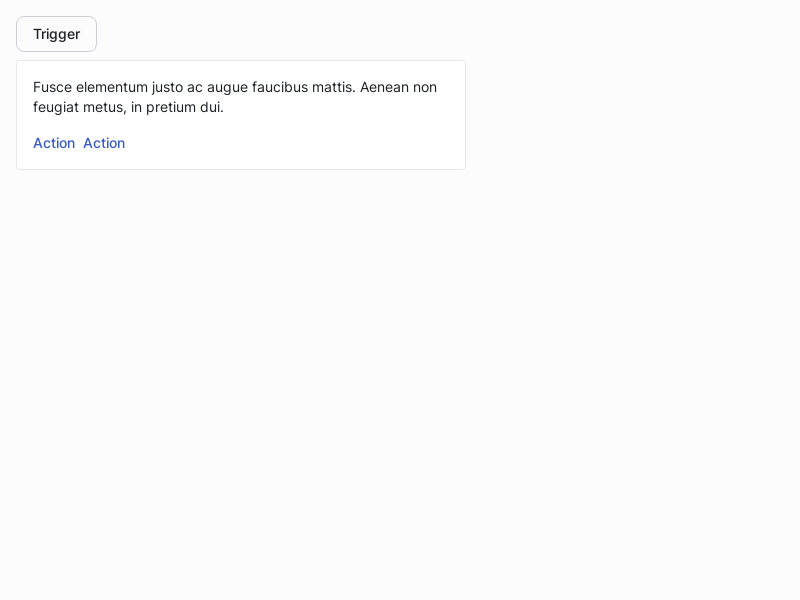 Trigger
Fusce elementum justo ac augue faucibus mattis. Aenean non
feugiat metus, in pretium dui.
Action Action